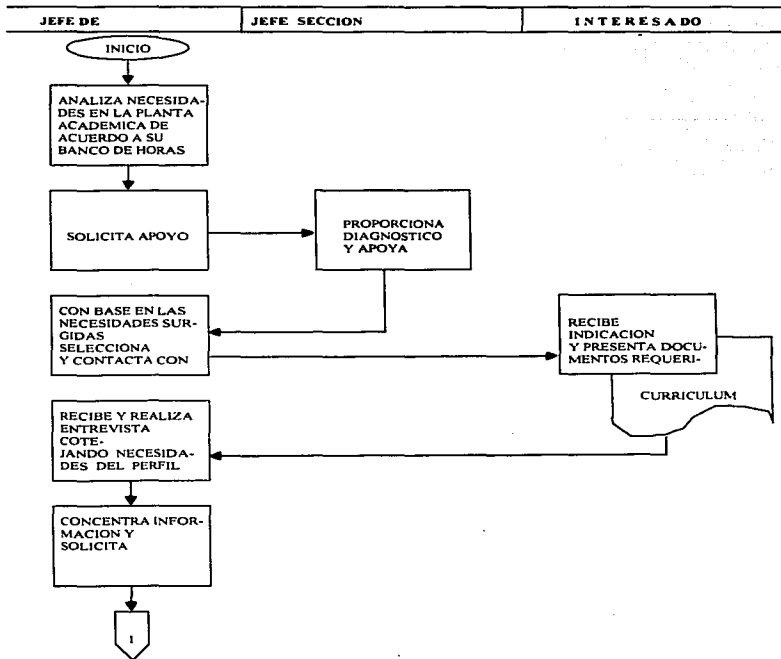 JEFE DE JEFE SECCION INTERESADO
INICIO
ANALIZA NECESIDA-
DES EN LA PLANTA
ACADEMICA DE
ACUERDO A SU
BANCO DE HORAS
SOLICITA APOYO
PROPORCIONA
DIAGNOSTICO
Y APOYA
CON BASE EN LAS
NECESIDADES SUR-
GIDAS
SELECCIONA
Y CONTACTA CON
RECIBE
INDICACION
Y PRESENTA DOCU-
MENTOS REQUERI-
CURRICULUM
RECIBE Y REALIZA
ENTREVISTA
COTE-
JANDO NECESIDA-
DES DEL PERFIL
CONCENTRA INFOR-
MACION Y
SOLICITA
1